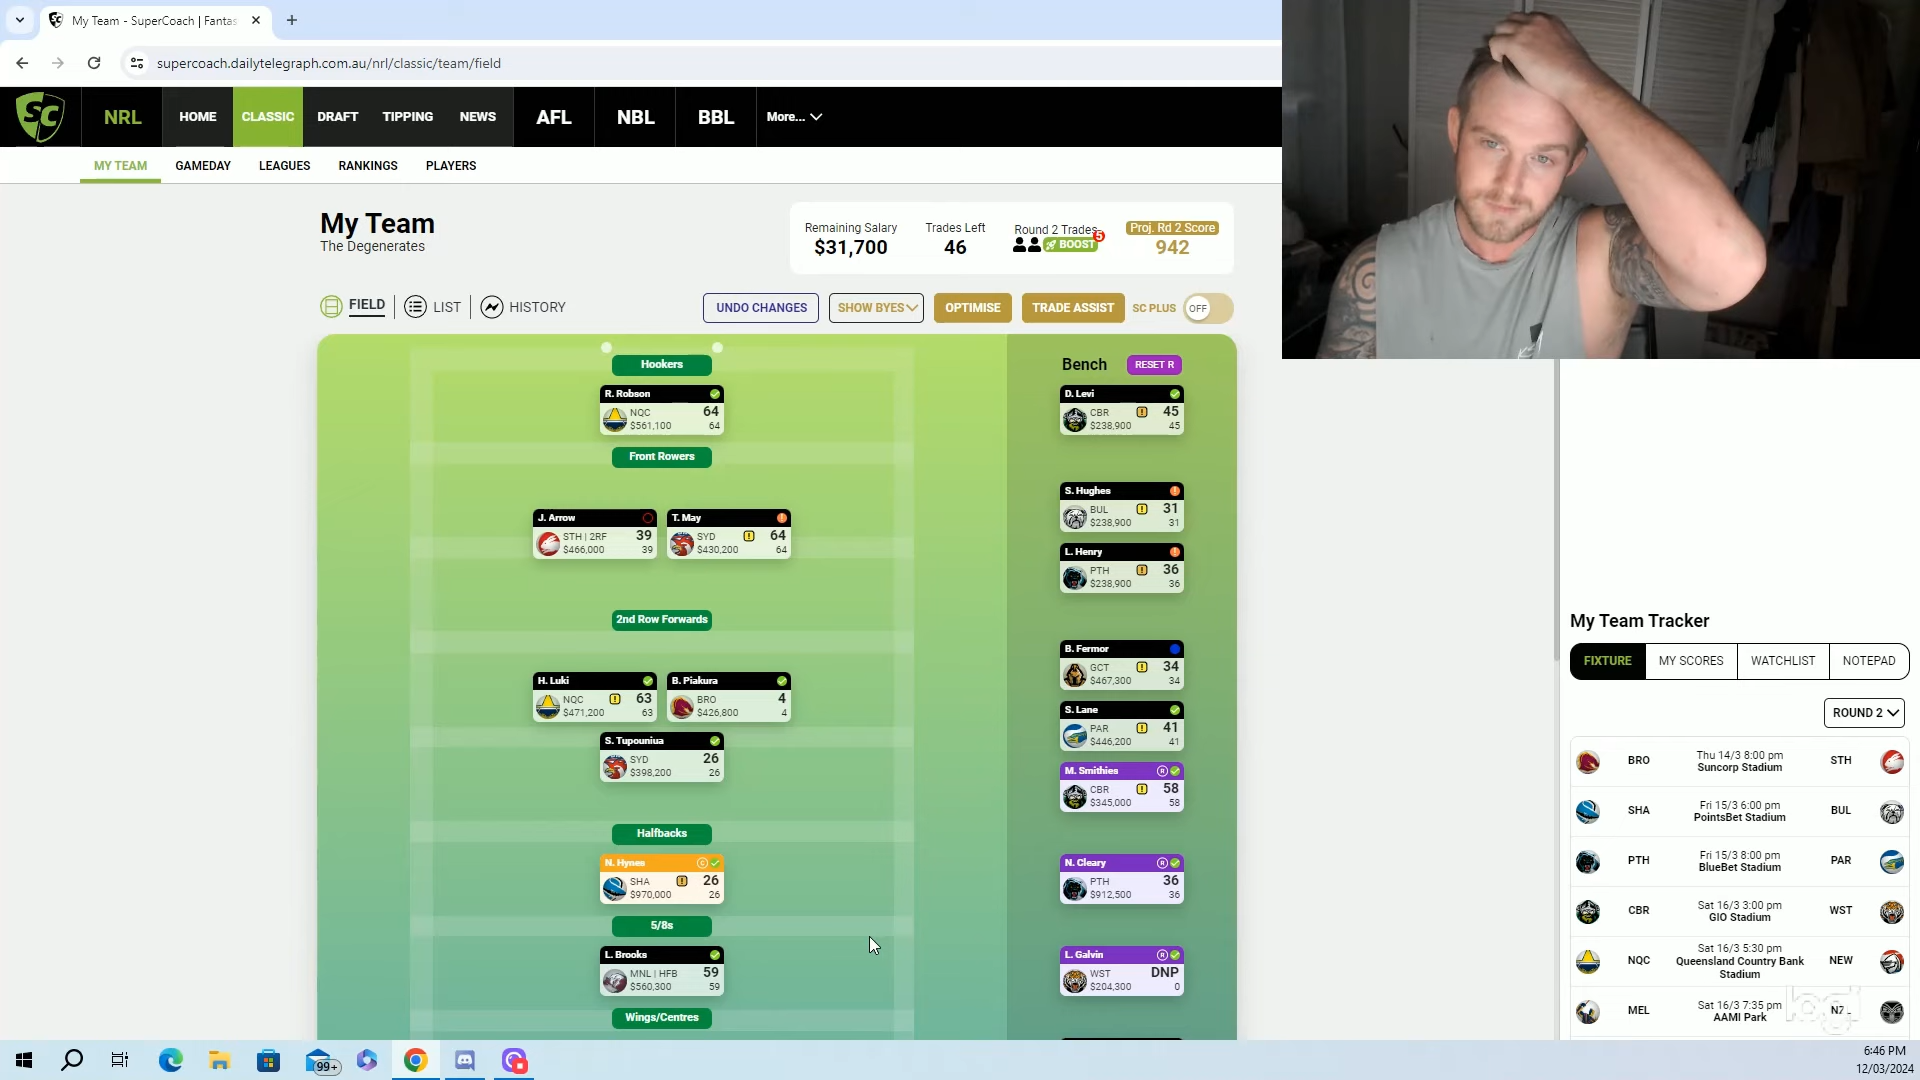 My Team - SuperCoach | Fantas
supercoach.dailytelegraph.com.au/nrl/classic/team/field
SC
NRL
HOME
CLASSIC
DRAFT
TIPPING
NEWS
AFL
NBL
BBL
More...
MY TEAM
GAMEDAY
LEAGUES
RANKINGS
PLAYERS
My Team
The Degenerates
Remaining Salary
$31,700
Trades Left
46
Round 2 Trades
BOOST
5
Proj. Rd 2 Score
942
FIELD
LIST
HISTORY
UNDO CHANGES
SHOW BYES
OPTIMISE
TRADE ASSIST
SC PLUS
OFF
Hookers
R. Robson
NQC 64
$561,100 64
Front Rowers
J. Arrow
STH | 2RF 39
$466,000 39
T. May
SYD 64
$430,200 64
2nd Row Forwards
H. Luki
NQC 63
$471,200 63
B. Piakura
BRO 4
$426,800 4
S. Tupouniua
SYD 26
$398,200 26
Halfbacks
N. Hynes C
SHA 26
$970,000 26
5/8s
L. Brooks
MNL | HFB 59
$560,300 59
Wings/Centres
Bench
RESET R
D. Levi
CBR 45
$238,900 45
S. Hughes
BUL 31
$238,900 31
L. Henry
PTH 36
$238,900 36
B. Fermor
GCT 34
$467,300 34
S. Lane
PAR 41
$446,200 41
M. Smithies R
CBR 58
$345,000 58
N. Cleary R
PTH 36
$912,500 36
L. Galvin R
WST DNP
$204,300 0
My Team Tracker
FIXTURE
MY SCORES
WATCHLIST
NOTEPAD
ROUND 2
BRO
Thu 14/3 8:00 pm
Suncorp Stadium
STH
SHA
Fri 15/3 6:00 pm
PointsBet Stadium
BUL
PTH
Fri 15/3 8:00 pm
BlueBet Stadium
PAR
CBR
Sat 16/3 3:00 pm
GIO Stadium
WST
NQC
Sat 16/3 5:30 pm
Queensland Country Bank
Stadium
NEW
MEL
Sat 16/3 7:35 pm
AAMI Park
99+
6:46 PM
12/03/2024